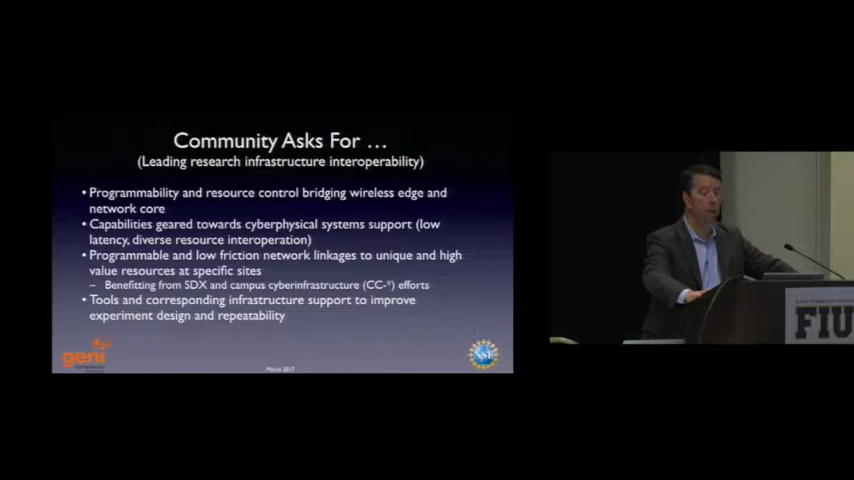 Community Asks For ...
(Leading research infrastructure interoperability)
• Programmability and resource control bridging wireless edge and
network core
• Capabilities geared towards cyberphysical systems support (low
latency, diverse resource interoperation)
• Programmable and low friction network linkages to unique and high
value resources at specific sites
– Benefitting from SDX and campus cyberinfrastructure (CC-*) efforts
• Tools and corresponding infrastructure support to improve
experiment design and repeatability
geni
March 2017
NSF
FIU